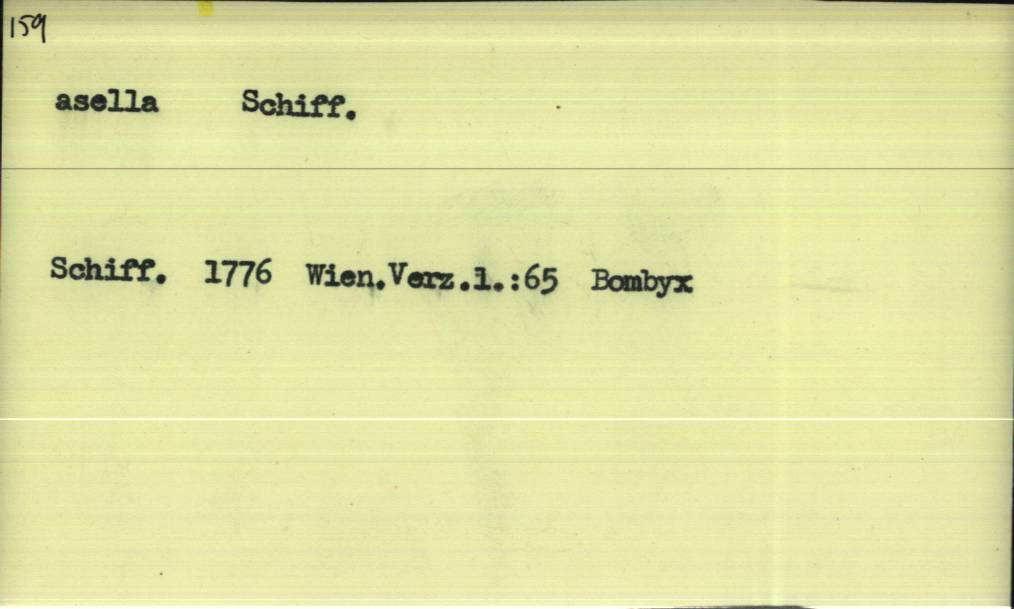 159
asella Schiff.
Schiff. 1776 Wien.Verz.1.:65 Bombyx